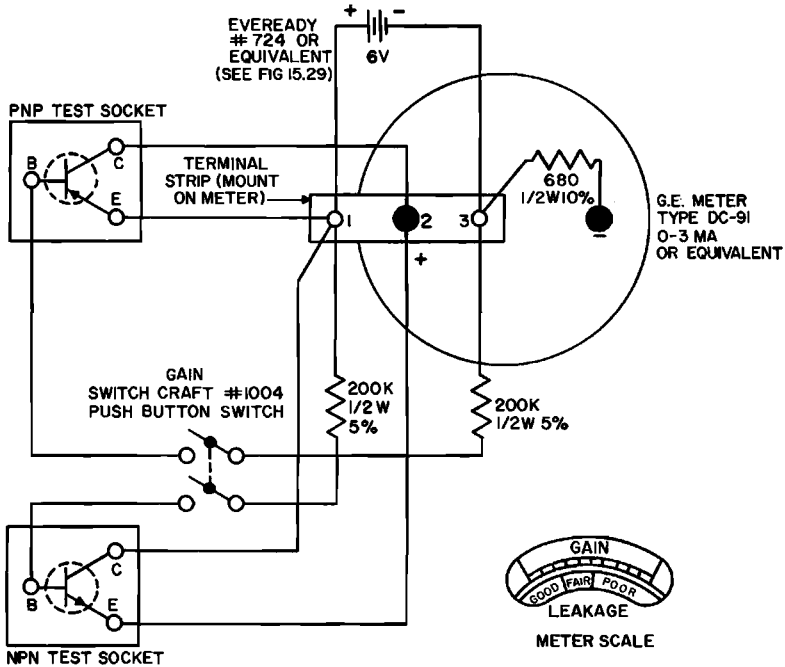 EVEREADY
# 724 OR
EQUIVALENT
(SEE FIG 15.29)
+ -
6V
PNP TEST SOCKET
B
C
E
TERMINAL
STRIP (MOUNT
ON METER)
1
2
3
+
680
1/2W10%
-
G.E. METER
TYPE DC-91
0-3 MA
OR EQUIVALENT
GAIN
SWITCH CRAFT #1004
PUSH BUTTON SWITCH
200K
1/2W
5%
200K
1/2W 5%
B
C
E
NPN TEST SOCKET
GAIN
GOOD FAIR POOR
LEAKAGE
METER SCALE